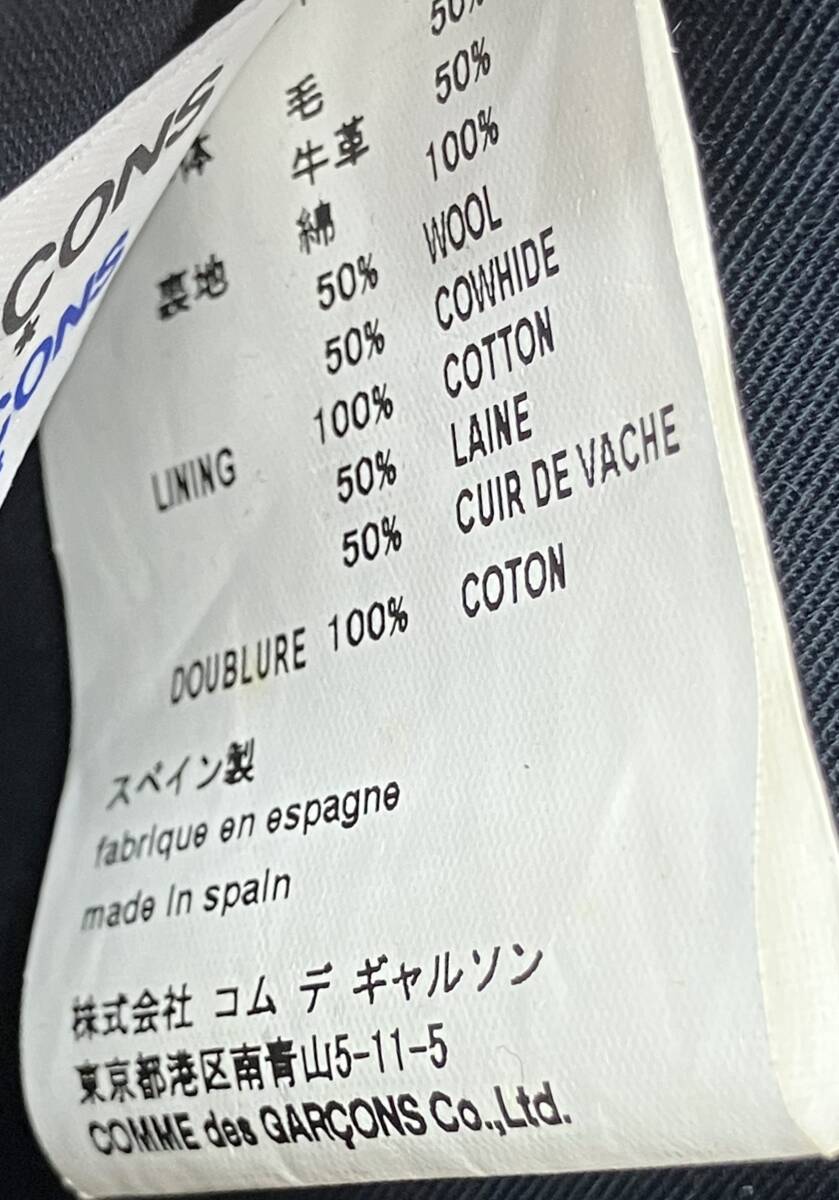 体 毛 50%
牛革 50%
裏地 綿 100%
50% WOOL
50% COWHIDE
LINING 100% COTTON
50% LAINE
50% CUIR DE VACHE
DOUBLURE 100% COTON
スペイン製
fabrique en espagne
made in spain
株式会社 コム デ ギャルソン
東京都港区南青山5-11-5
COMME des GARÇONS Co.,Ltd.
CONS
*
CONS